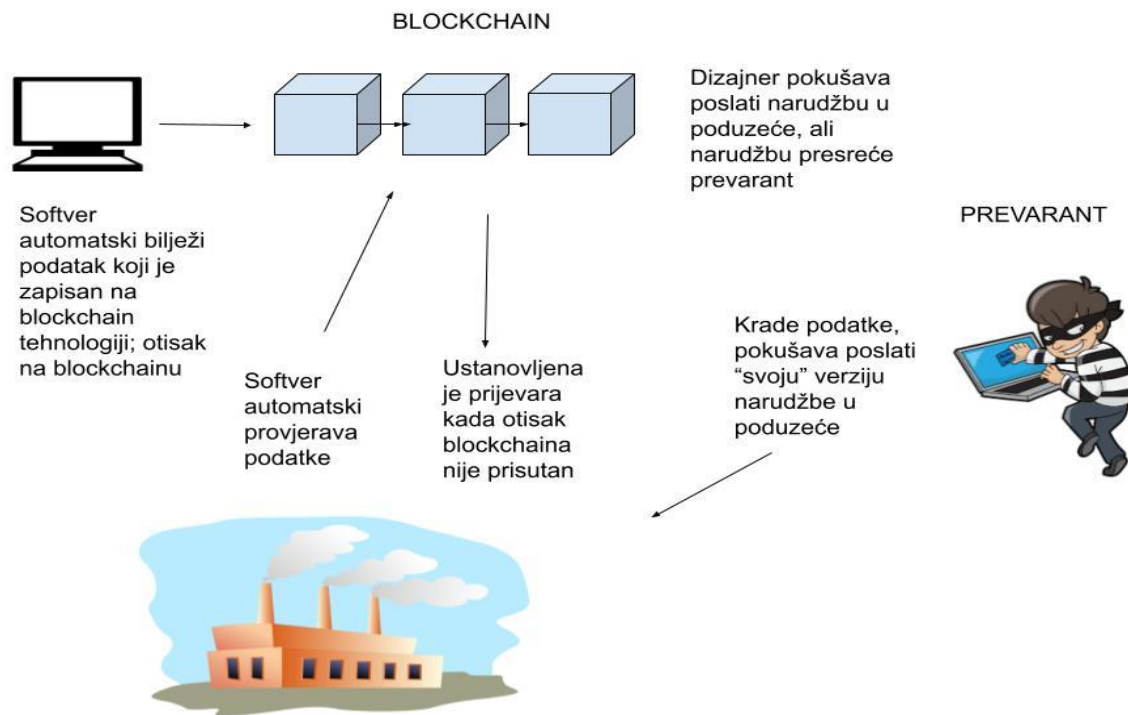 BLOCKCHAIN
Dizajner pokušava
poslati narudžbu u
poduzeće, ali
narudžbu presreće
prevarant
Softver
automatski bilježi
podatak koji je
zapisan na
blockchain
tehnologiji; otisak
na blockchainu
PREVARANT
Krade podatke,
pokušava poslati
“svoju” verziju
narudžbe u
poduzeće
Softver
automatski
provjerava
podatke
Ustanovljena
je prijevara
kada otisak
blockchaina
nije prisutan